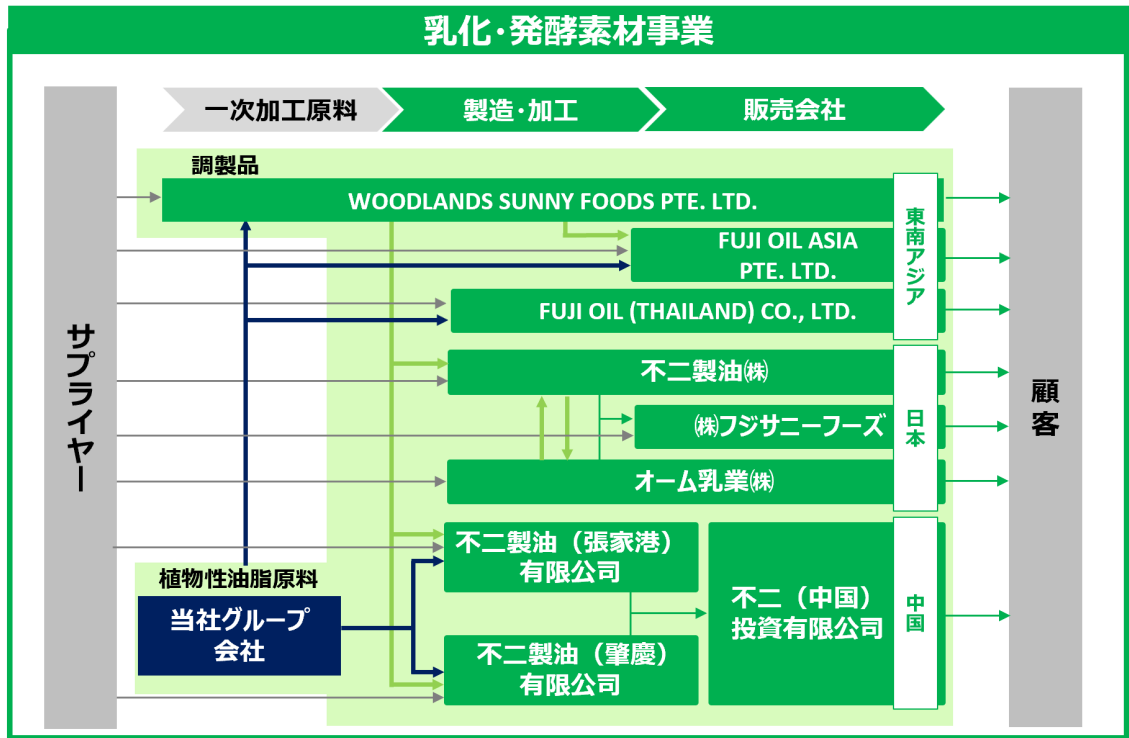 乳化・発酵素材事業
一次加工原料
製造・加工
販売会社
サプライヤー
調製品
WOODLANDS SUNNY FOODS PTE. LTD.
FUJI OIL ASIA
PTE. LTD.
FUJI OIL (THAILAND) CO., LTD.
東南アジア
不二製油㈱
㈱フジサニーフーズ
オーム乳業㈱
日本
不二製油（張家港）
有限公司
不二製油（肇慶）
有限公司
不二（中国）
投資有限公司
中国
植物性油脂原料
当社グループ
会社
顧客